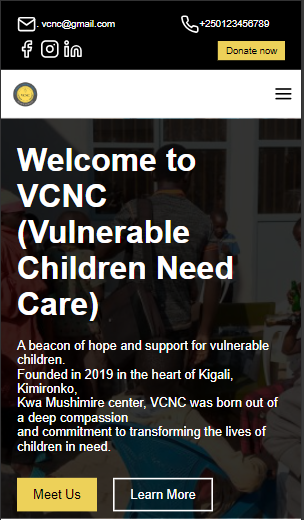 . vcnc@gmail.com
+250123456789
Donate now
VCNC
Welcome to
VCNC
(Vulnerable
Children Need
Care)
A beacon of hope and support for vulnerable
children.
Founded in 2019 in the heart of Kigali,
Kimironko,
Kwa Mushimire center, VCNC was born out of
a deep compassion
and commitment to transforming the lives of
children in need.
Meet Us
Learn More